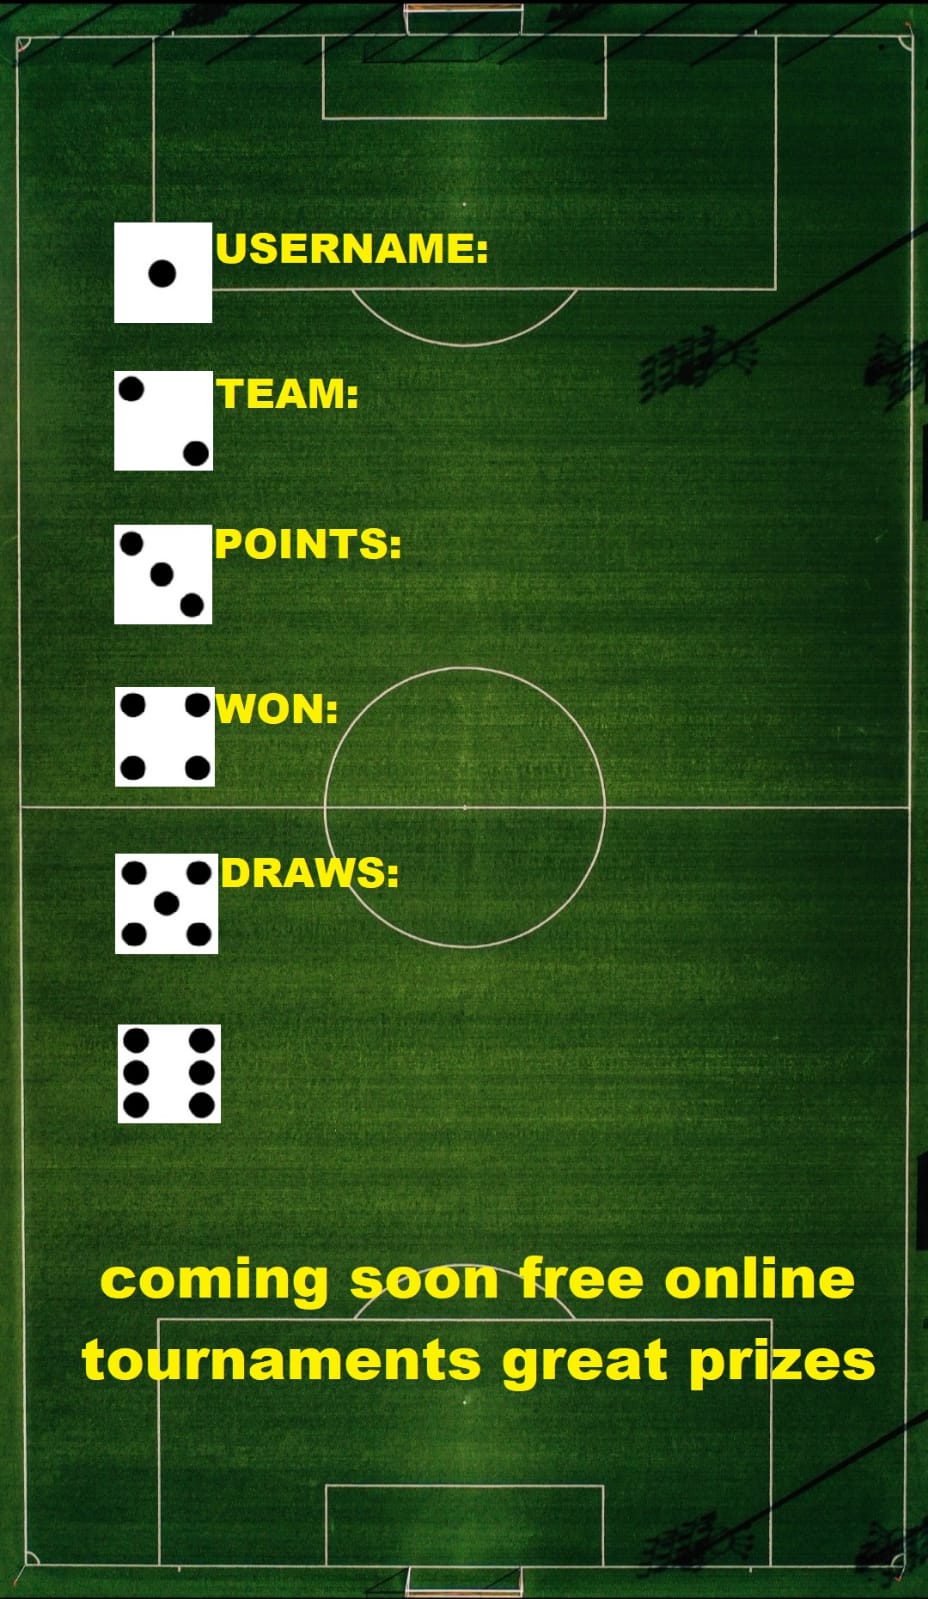 USERNAME:
TEAM:
POINTS:
WON:
DRAWS:
coming soon free online
tournaments great prizes